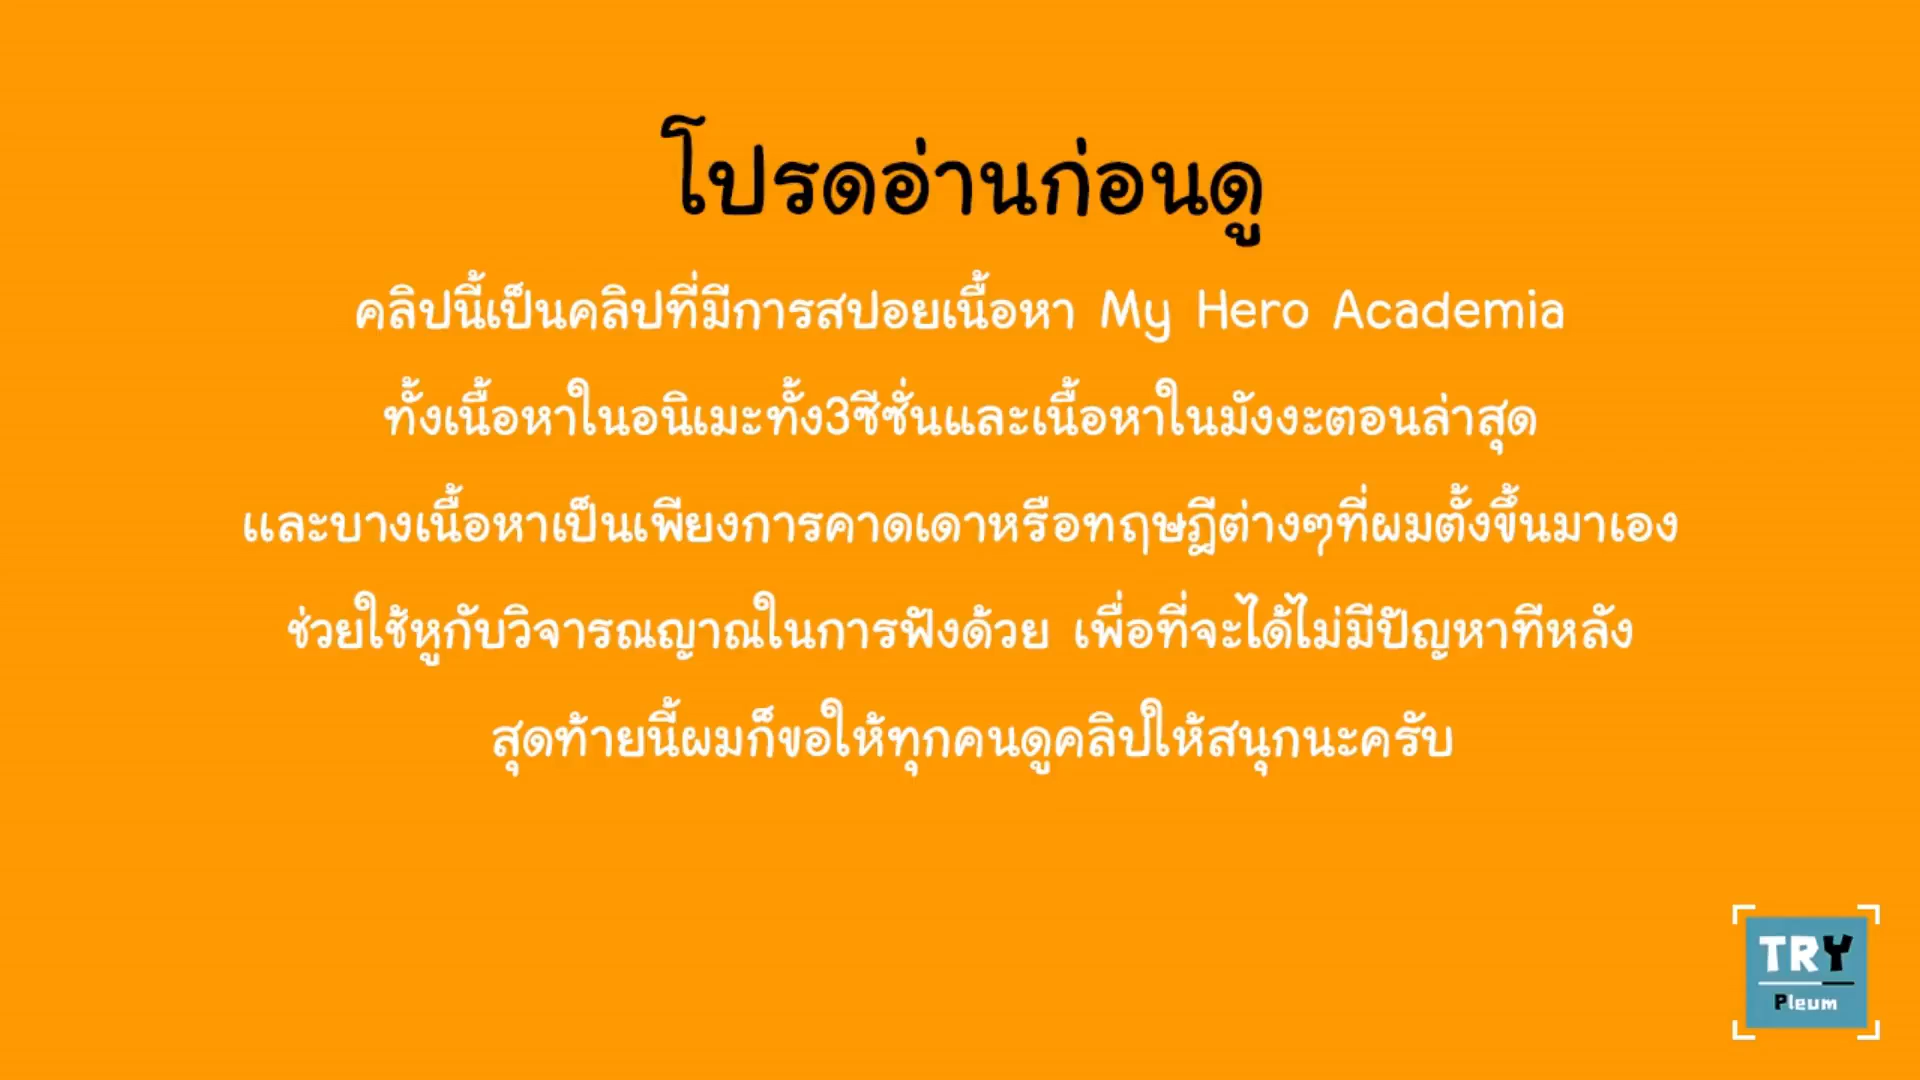 โปรดอ่านก่อนดู
คลิปนี้เป็นคลิปที่มีการสปอยเนื้อหา My Hero Academia
ทั้งเนื้อหาในอนิเมะทั้ง3ซีซั่นและเนื้อหาในมังงะตอนล่าสุด
และบางเนื้อหาเป็นเพียงการคาดเดาหรือทฤษฎีต่างๆที่ผมตั้งขึ้นมาเอง
ช่วยใช้หูกับวิจารณญาณในการฟังด้วย เพื่อที่จะได้ไม่มีปัญหาทีหลัง
สุดท้ายนี้ผมก็ขอให้ทุกคนดูคลิปให้สนุกนะครับ
TRY
Pleum